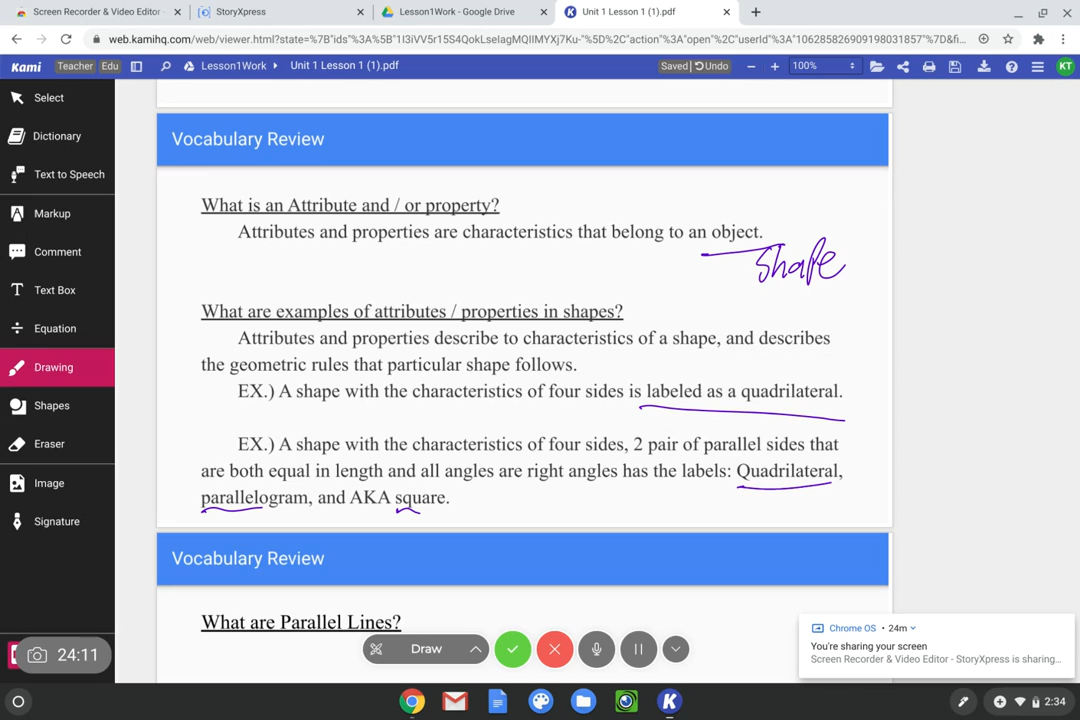 Screen Recorder & Video Editor
StoryXpress
Lesson1Work - Google Drive
Unit 1 Lesson 1 (1).pdf
web.kamihq.com/web/viewer.html?state=%7B"ids"%3A%5B"1I3iVV5r15S4QokLseIagMQIIMYXj7Ku-"%5D%2C"action"%3A"open"%2C"userId"%3A"106285826909198031857"%7D&fi...
Kami
Teacher
Edu
Lesson1Work
Unit 1 Lesson 1 (1).pdf
Saved
Undo
100%
KT
Select
Dictionary
Text to Speech
Markup
Comment
Text Box
Equation
Drawing
Shapes
Eraser
Image
Signature
Vocabulary Review
What is an Attribute and / or property?
Attributes and properties are characteristics that belong to an object.
Shape
What are examples of attributes / properties in shapes?
Attributes and properties describe to characteristics of a shape, and describes
the geometric rules that particular shape follows.
EX.) A shape with the characteristics of four sides is labeled as a quadrilateral.
EX.) A shape with the characteristics of four sides, 2 pair of parallel sides that
are both equal in length and all angles are right angles has the labels: Quadrilateral,
parallelogram, and AKA square.
Vocabulary Review
What are Parallel Lines?
24:11
Draw
Chrome OS • 24m
You're sharing your screen
Screen Recorder & Video Editor - StoryXpress is sharing...
2:34